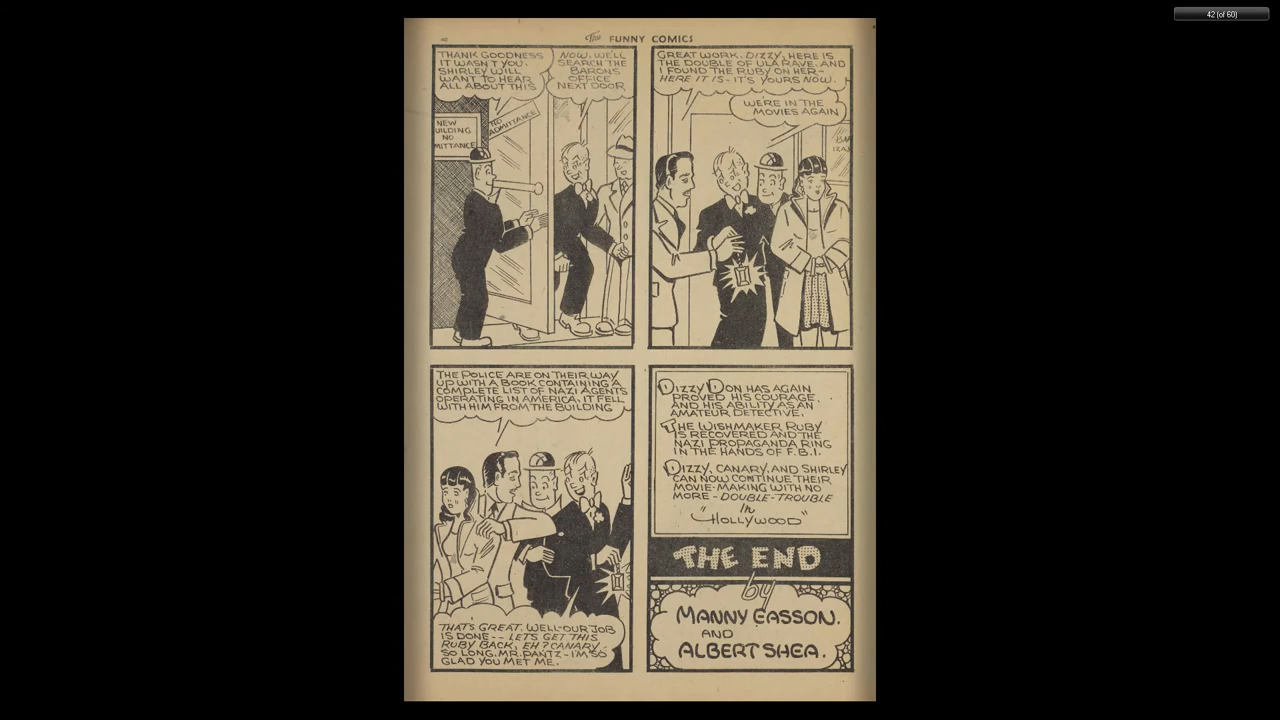 42 (of 60)
42
The FUNNY COMICS
THANK GOODNESS
IT WASN'T YOU.
SHIRLEY WILL
WANT TO HEAR
ALL ABOUT THIS
NOW, WE'LL
SEARCH THE
BARONS
OFFICE
NEXT DOOR
NEW
UILDING
NO
MITTANCE
NO
ADMITTANCE
GREAT WORK, DIZZY, HERE IS
THE DOUBLE OF ULA RAVE, AND
I FOUND THE RUBY ON HER-
HERE IT IS - IT'S YOURS NOW.
WE'RE IN THE
MOVIES AGAIN
THE POLICE ARE ON THEIR WAY
UP WITH A BOOK CONTAINING A
COMPLETE LIST OF NAZI AGENTS
OPERATING IN AMERICA, IT FELL
WITH HIM FROM THE BUILDING
THAT'S GREAT. WELL-OUR JOB
IS DONE -- LET'S GET THIS
RUBY BACK, EH? CANARY.
SO LONG, MR. PANTZ - I'M SO
GLAD YOU MET ME.
DIZZY DON HAS AGAIN
PROVED HIS COURAGE,
AND HIS ABILITY AS AN
AMATEUR DETECTIVE.
THE WISHMAKER RUBY
IS RECOVERED AND THE
NAZI PROPAGANDA RING
IN THE HANDS OF F.B.I.
DIZZY, CANARY, AND SHIRLEY
CAN NOW CONTINUE THEIR
MOVIE-MAKING WITH NO
MORE - DOUBLE-TROUBLE
IN
"HOLLYWOOD"
THE END
by
MANNY EASSON.
AND
ALBERT SHEA.